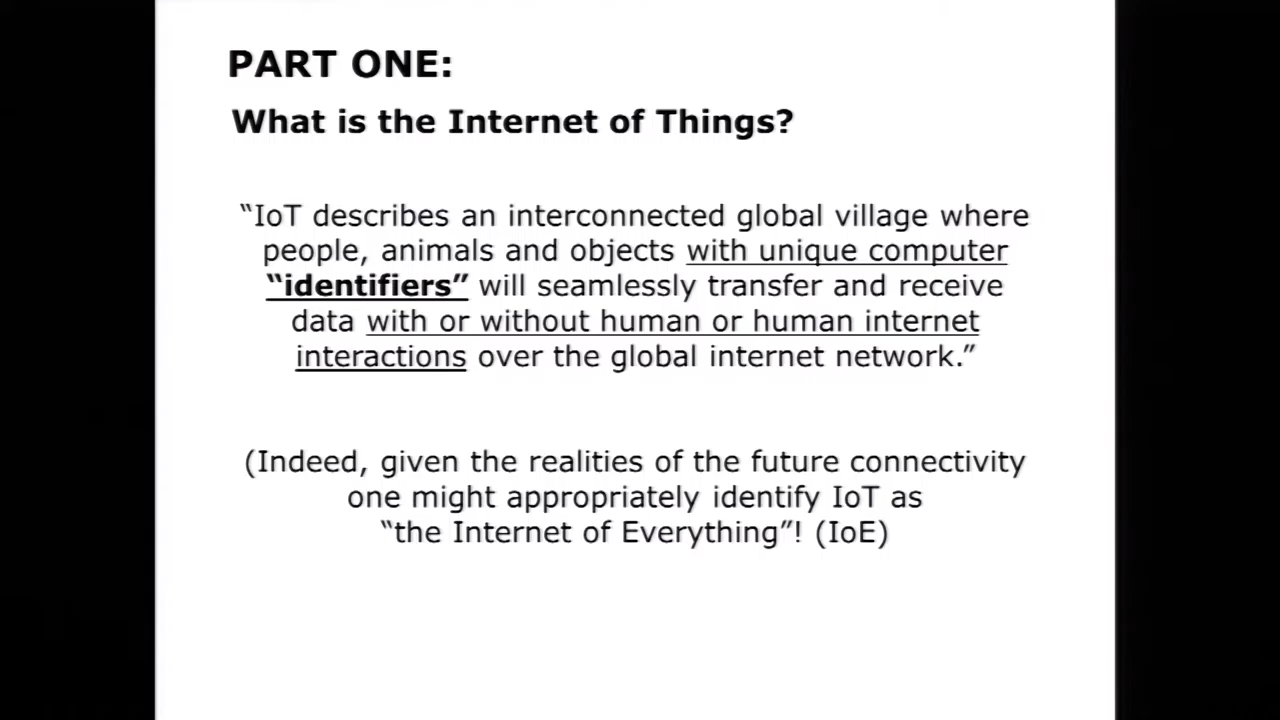 PART ONE:
What is the Internet of Things?
“IoT describes an interconnected global village where
people, animals and objects with unique computer
“identifiers” will seamlessly transfer and receive
data with or without human or human internet
interactions over the global internet network.”
(Indeed, given the realities of the future connectivity
one might appropriately identify IoT as
“the Internet of Everything”! (IoE)